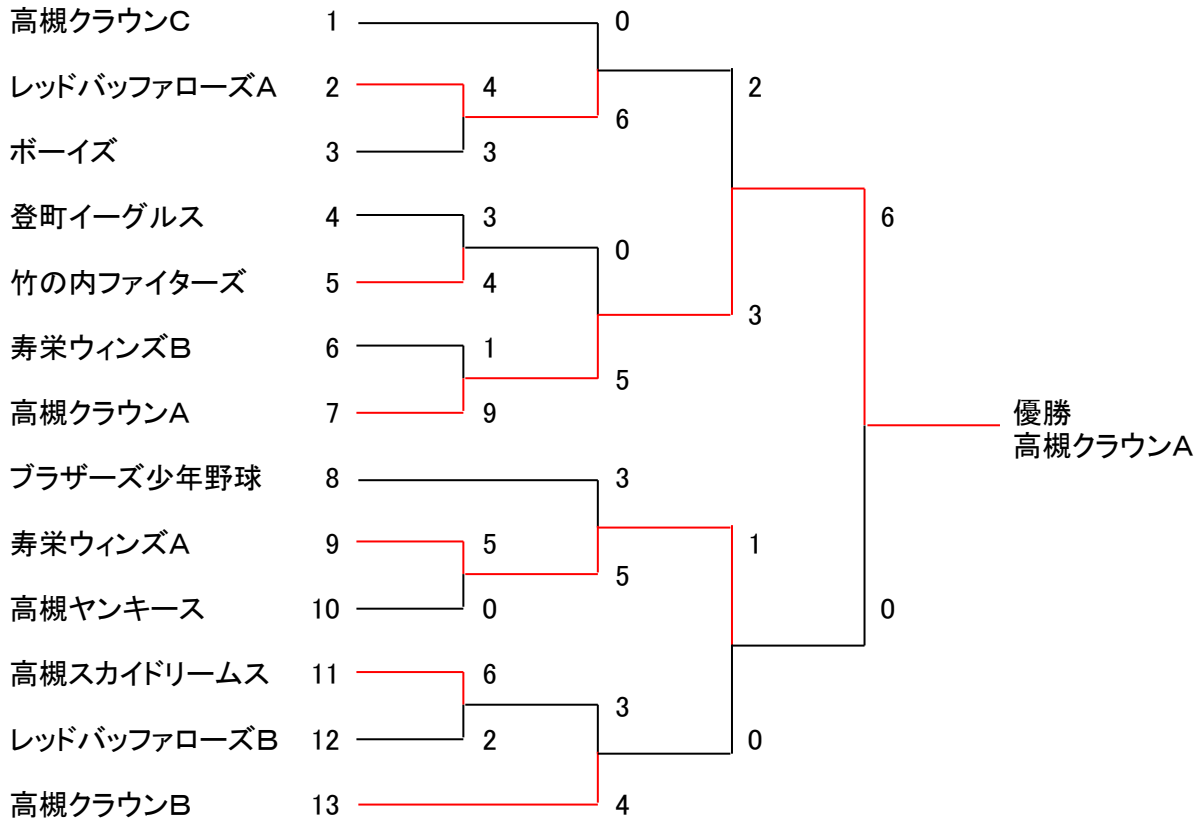 高槻クラウンC 1 0
レッドバッファローズA 2 4 2
6
ボーイズ 3 3
登町イーグルス 4 3 6
0
竹の内ファイターズ 5 4
3
寿栄ウィンズB 6 1
5
高槻クラウンA 7 9
優勝
高槻クラウンA
ブラザーズ少年野球 8 3
寿栄ウィンズA 9 5 1
5
高槻ヤンキース 10 0 0
高槻スカイドリームス 11 6
3
レッドバッファローズB 12 2 0
高槻クラウンB 13 4